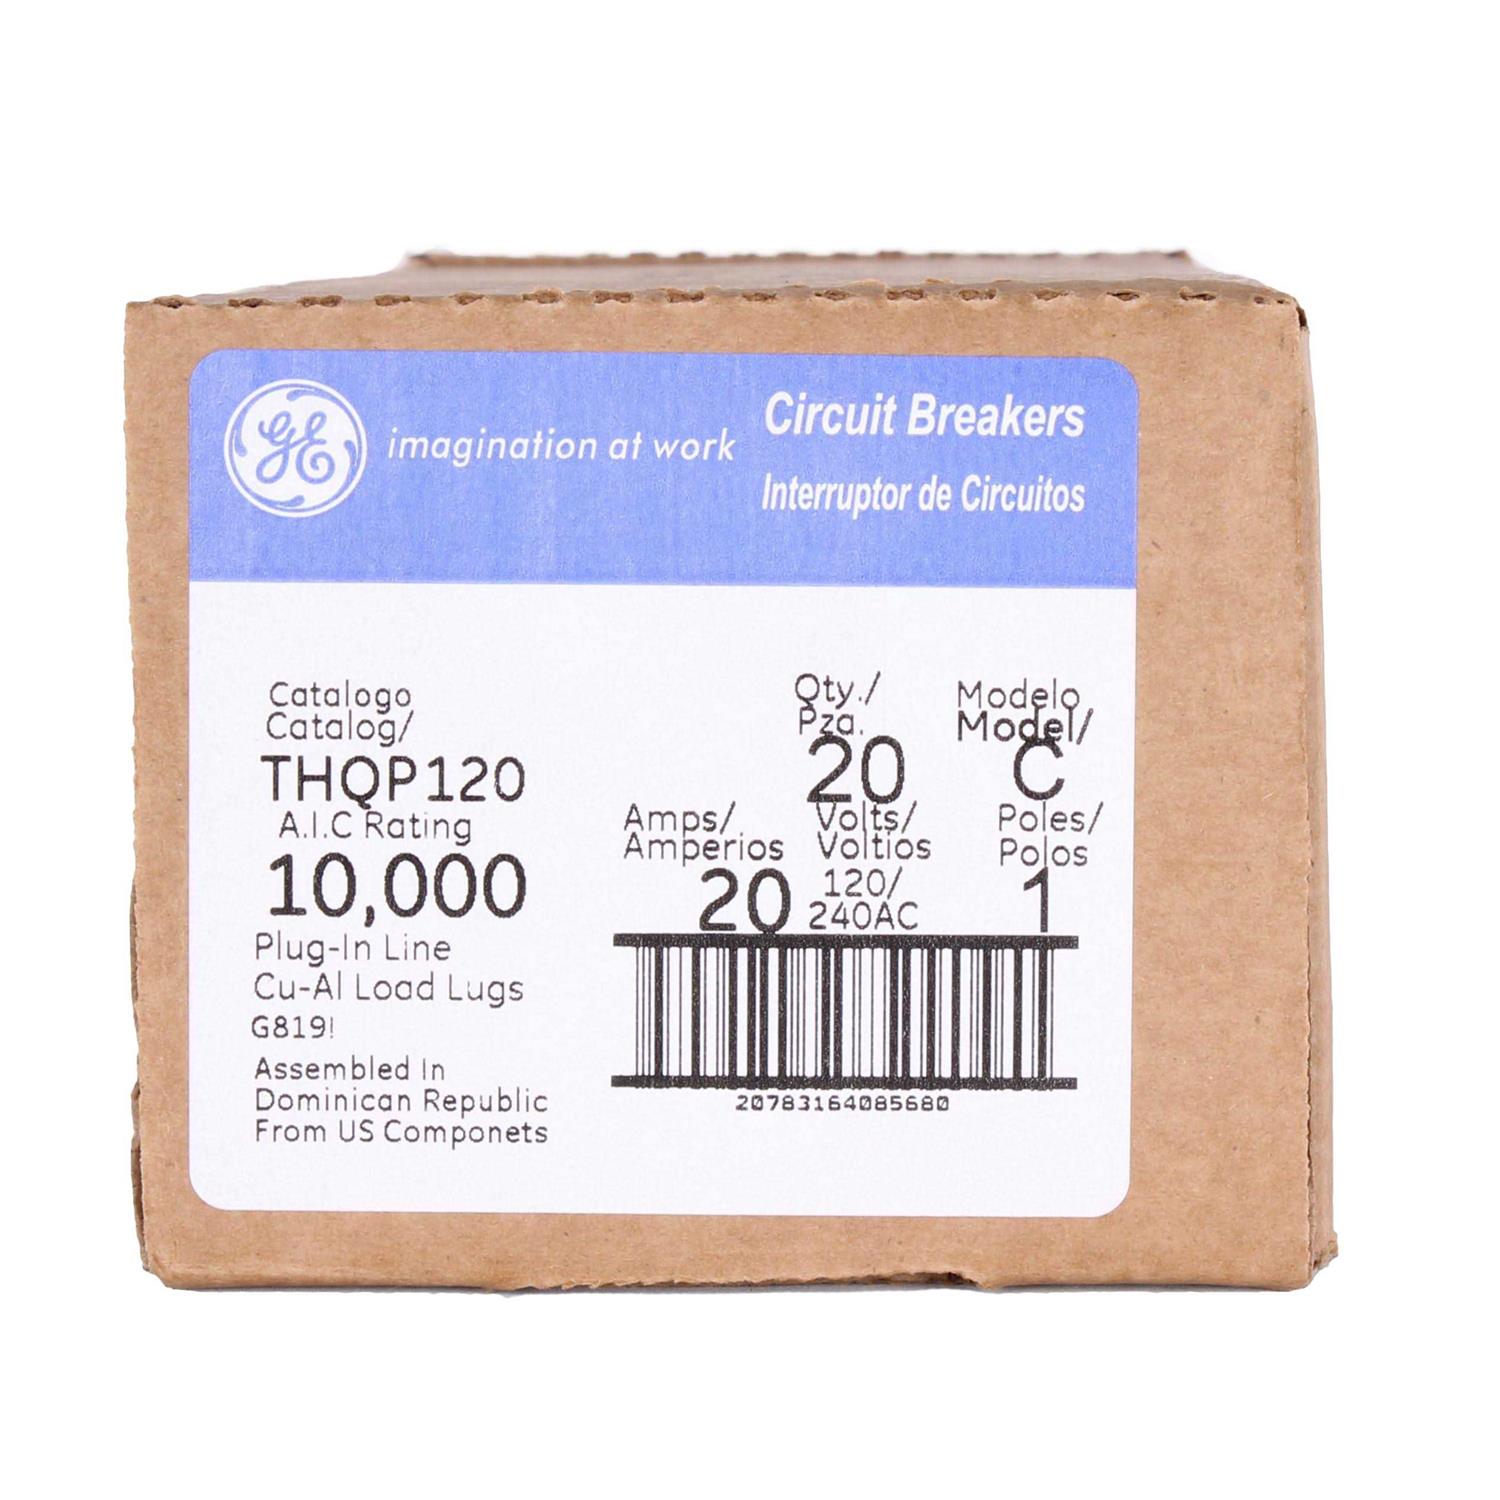 GE imagination at work
Circuit Breakers
Interruptor de Circuitos
Catalogo
Catalog/
THQP120
A.I.C Rating
10,000
Plug-In Line
Cu-Al Load Lugs
G819!
Assembled In
Dominican Republic
From US Componets
Qty./
Pza.
20
Modelo
Model/
C
Amps/
Amperios
20
Volts/
Voltios
120/
240AC
Poles/
Polos
1
20783164085680